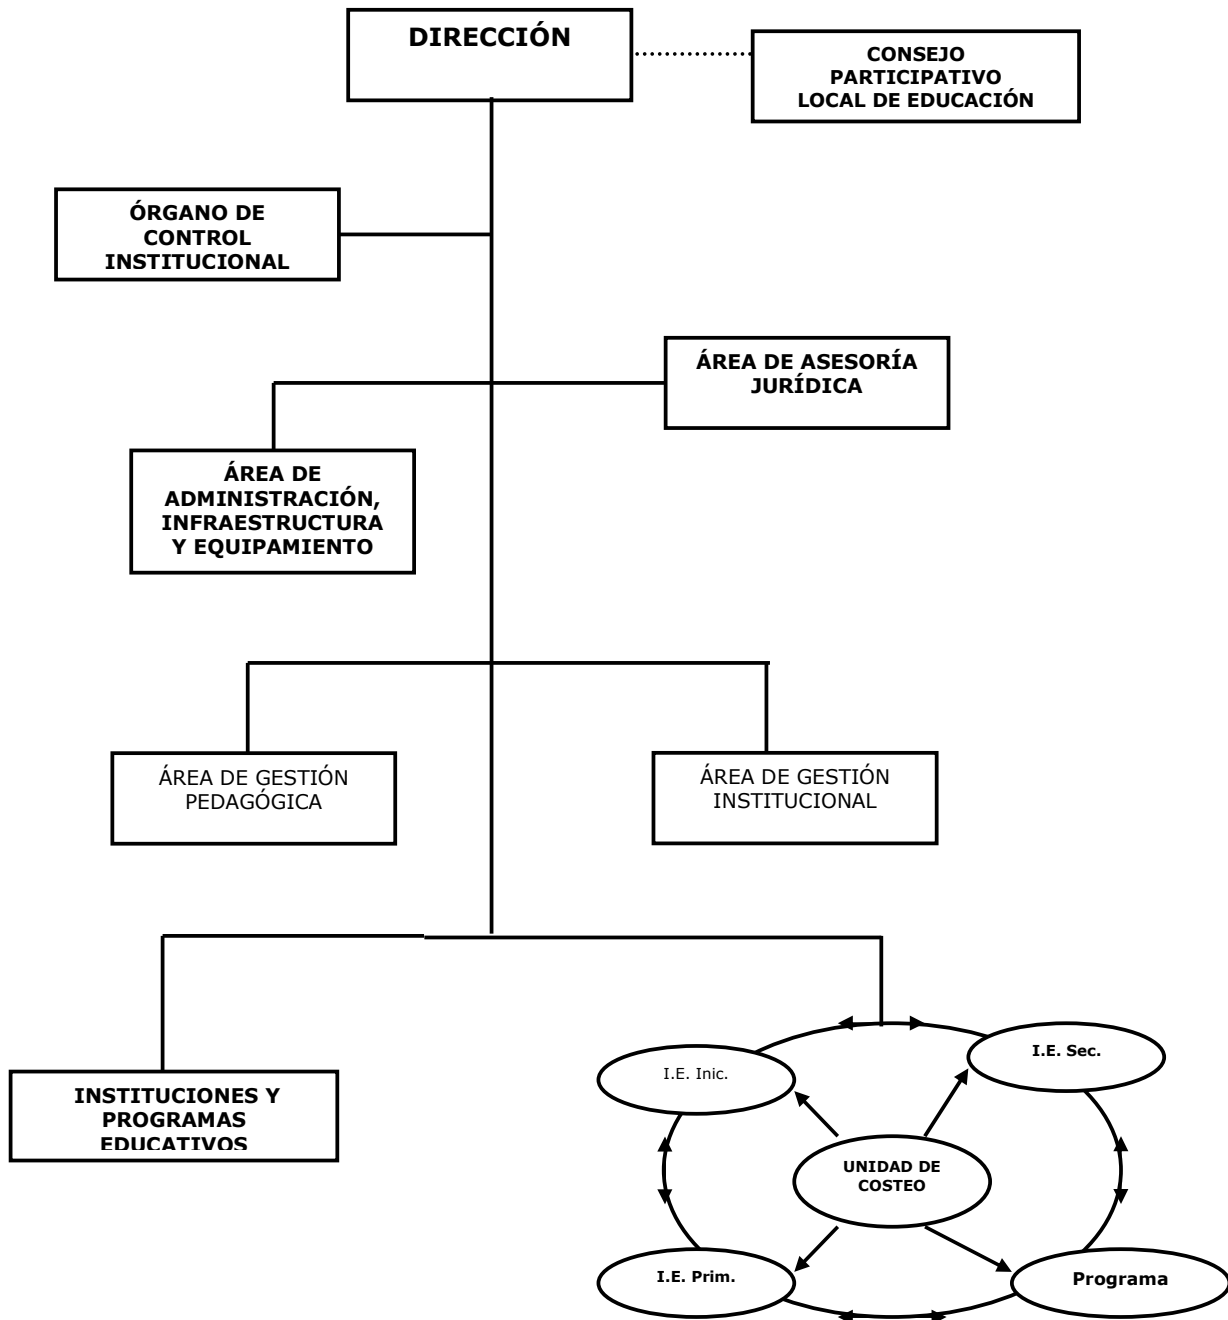 DIRECCIÓN
CONSEJO
PARTICIPATIVO
LOCAL DE EDUCACIÓN
ÓRGANO DE
CONTROL
INSTITUCIONAL
ÁREA DE ASESORÍA
JURÍDICA
ÁREA DE
ADMINISTRACIÓN,
INFRAESTRUCTURA
Y EQUIPAMIENTO
ÁREA DE GESTIÓN
PEDAGÓGICA
ÁREA DE GESTIÓN
INSTITUCIONAL
INSTITUCIONES Y
PROGRAMAS
EDUCATIVOS
I.E. Inic.
I.E. Sec.
UNIDAD DE
COSTEO
I.E. Prim.
Programa